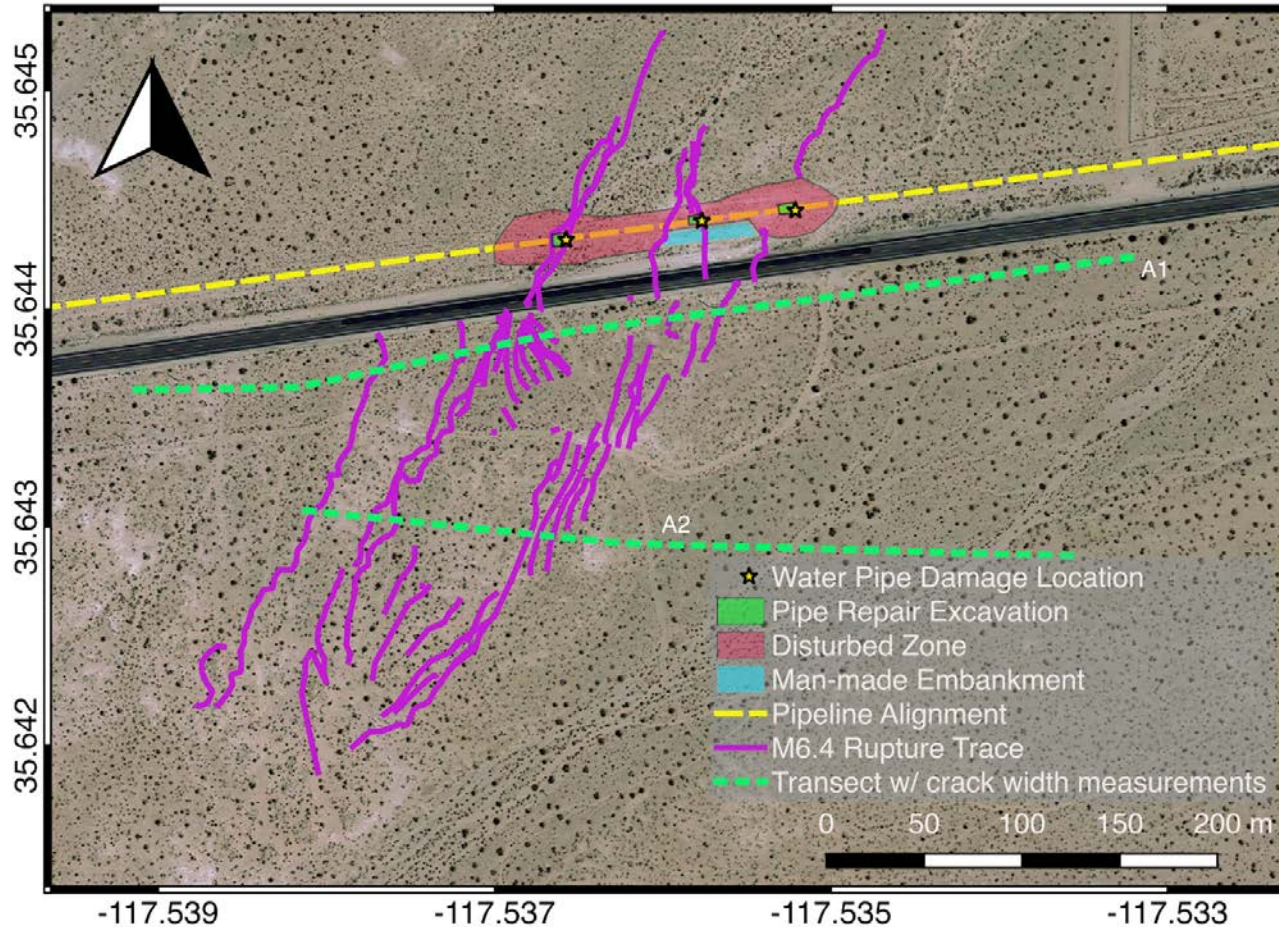 35.645
35.644
35.643
35.642
A1
A2
Water Pipe Damage Location
Pipe Repair Excavation
Disturbed Zone
Man-made Embankment
Pipeline Alignment
M6.4 Rupture Trace
Transect w/ crack width measurements
0 50 100 150 200 m
-117.539 -117.537 -117.535 -117.533